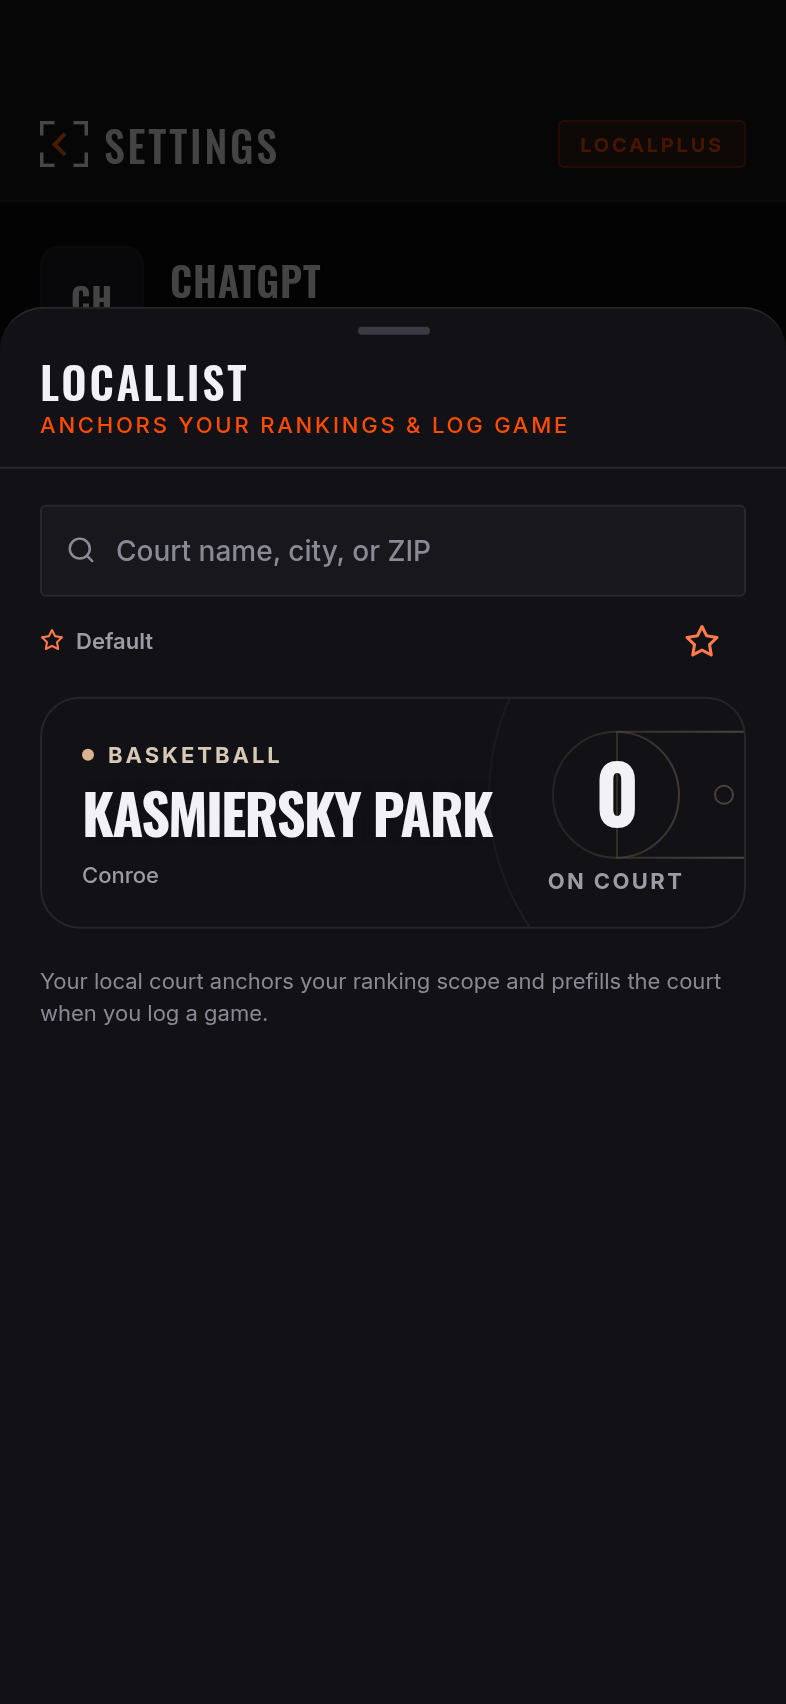 SETTINGS
LOCALPLUS
CH
CHATGPT
LOCALLIST
ANCHORS YOUR RANKINGS & LOG GAME
Court name, city, or ZIP
Default
BASKETBALL
KASMIERSKY PARK
Conroe
0
ON COURT
Your local court anchors your ranking scope and prefills the court
when you log a game.